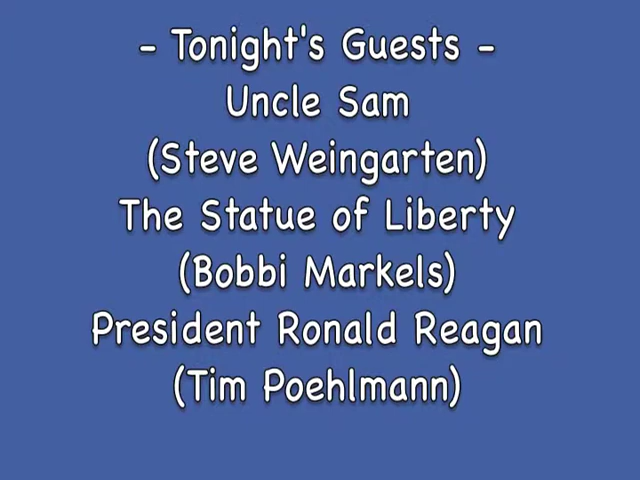 - Tonight's Guests -
Uncle Sam
(Steve Weingarten)
The Statue of Liberty
(Bobbi Markels)
President Ronald Reagan
(Tim Poehlmann)